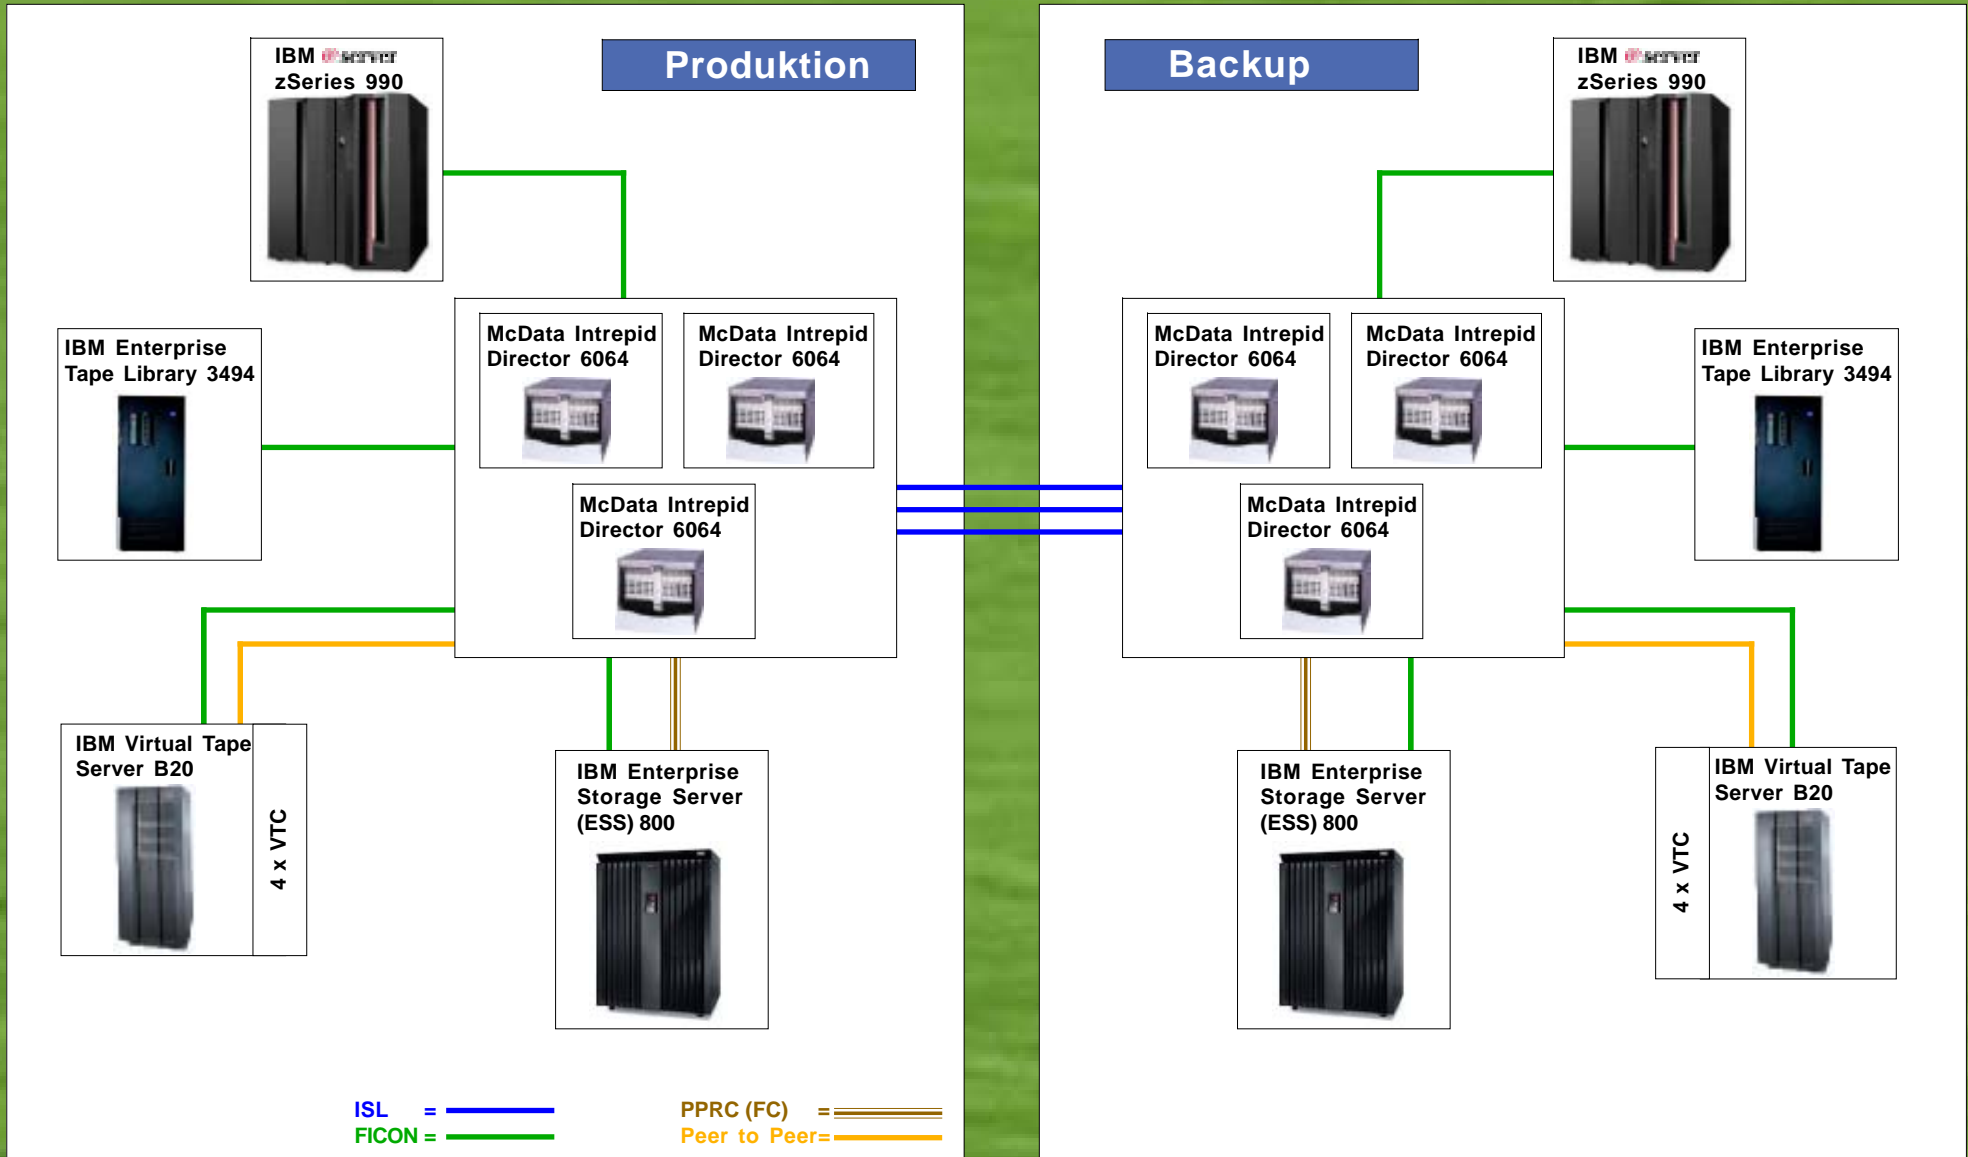 Produktion
IBM @server
zSeries 990
McData Intrepid
Director 6064
McData Intrepid
Director 6064
IBM Enterprise
Tape Library 3494
McData Intrepid
Director 6064
IBM Virtual Tape
Server B20
4 x VTC
IBM Enterprise
Storage Server
(ESS) 800
ISL =
FICON =
PPRC (FC) =
Peer to Peer=
Backup
IBM @server
zSeries 990
McData Intrepid
Director 6064
McData Intrepid
Director 6064
IBM Enterprise
Tape Library 3494
McData Intrepid
Director 6064
IBM Enterprise
Storage Server
(ESS) 800
4 x VTC
IBM Virtual Tape
Server B20